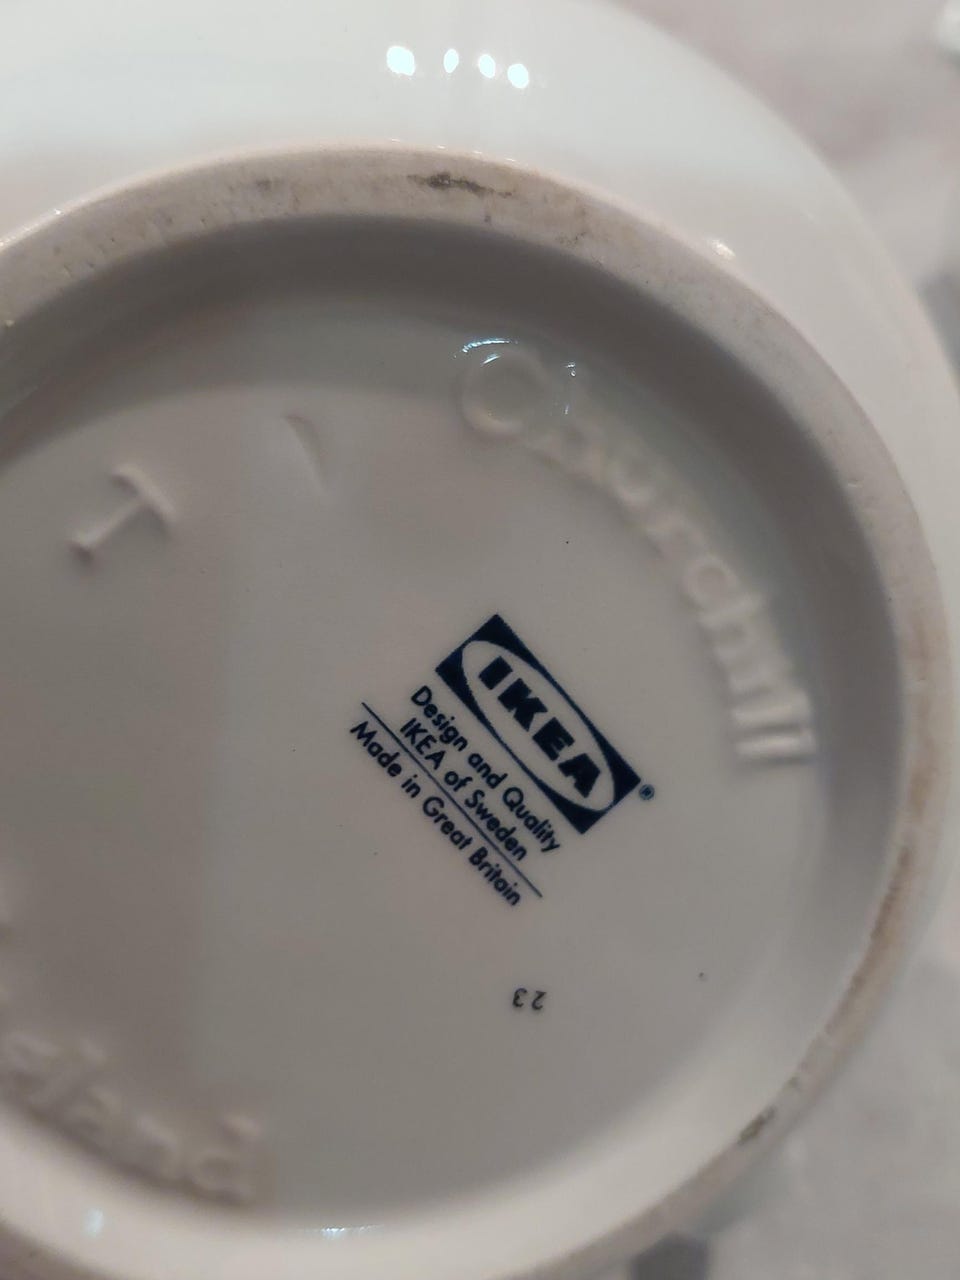 Churchill
T
IKEA®
Design and Quality
IKEA of Sweden
Made in Great Britain
23